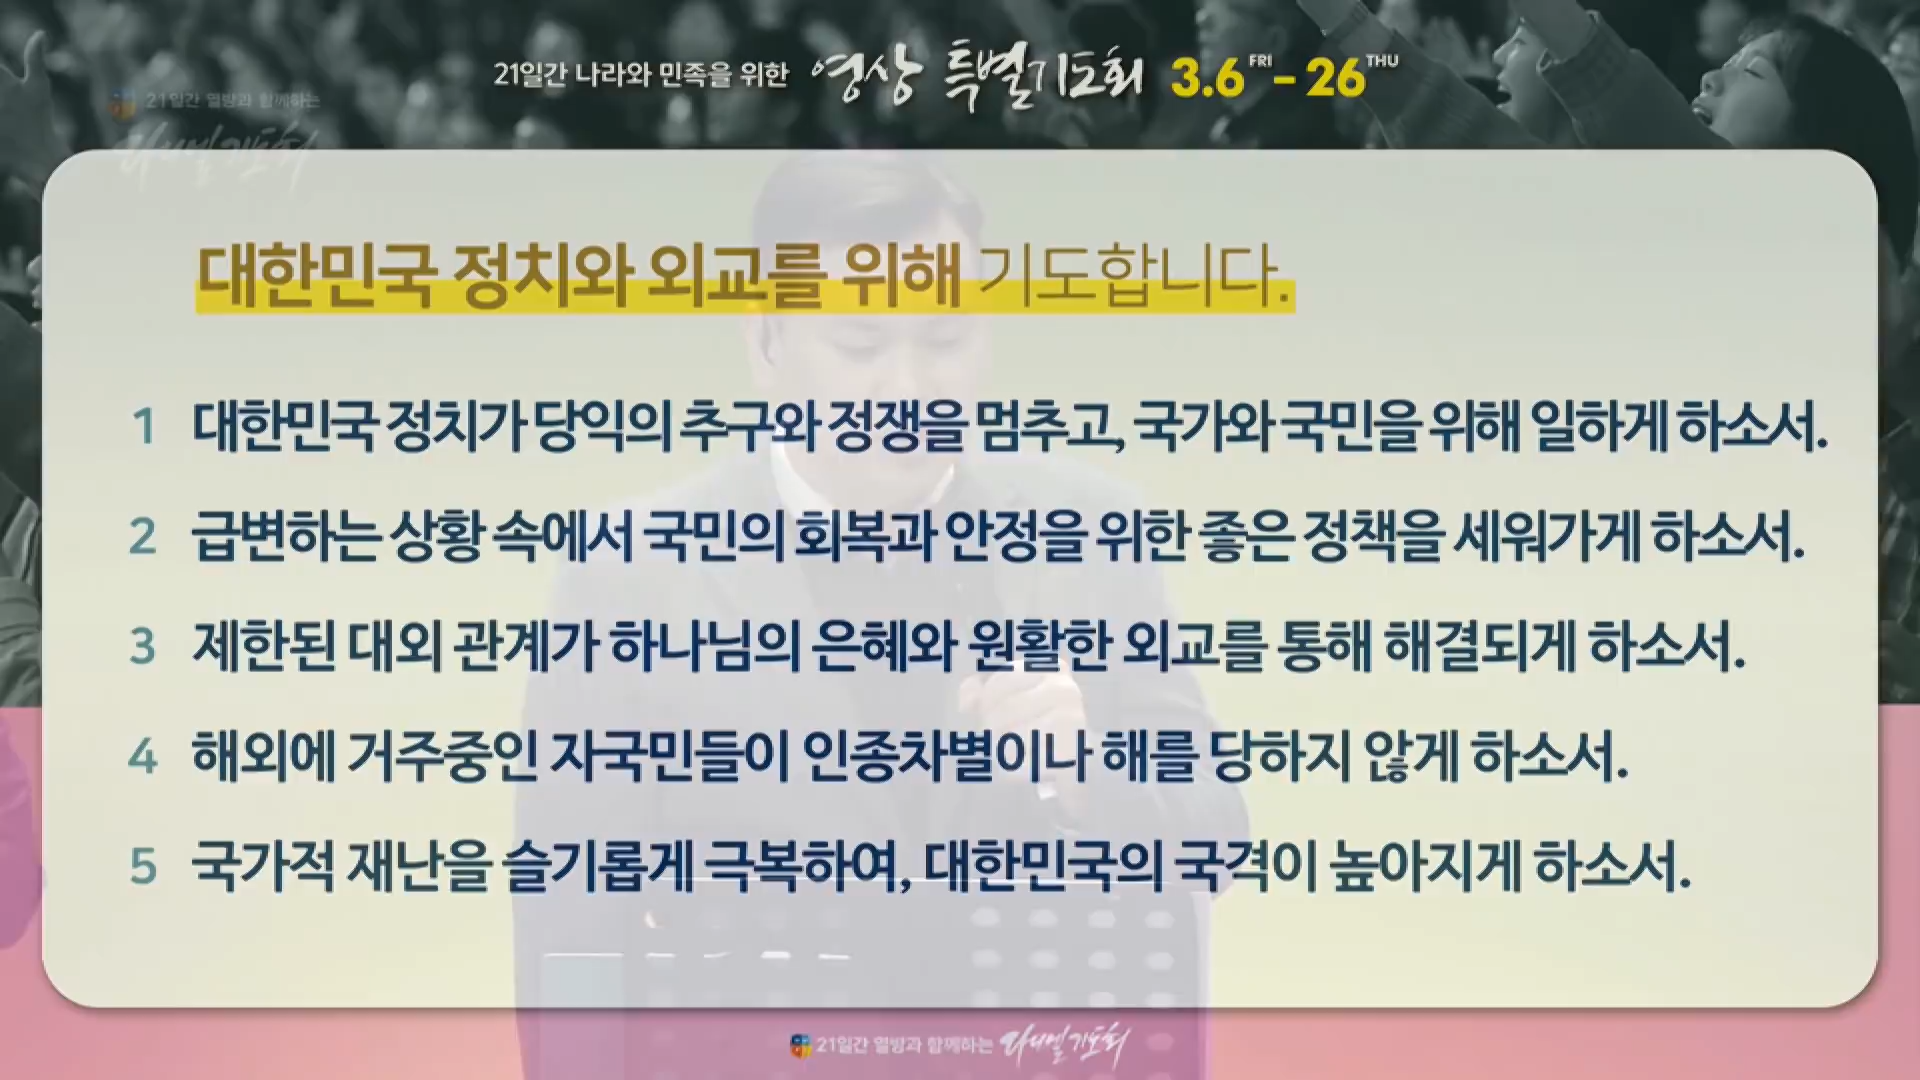 21일간 나라와 민족을 위한 영상 특별기도회 3.6 FRI - 26 THU
21일간 열방과 함께하는
다니엘기도회
대한민국 정치와 외교를 위해 기도합니다.
1 대한민국 정치가 당익의 추구와 정쟁을 멈추고, 국가와 국민을 위해 일하게 하소서.
2 급변하는 상황 속에서 국민의 회복과 안정을 위한 좋은 정책을 세워가게 하소서.
3 제한된 대외 관계가 하나님의 은혜와 원활한 외교를 통해 해결되게 하소서.
4 해외에 거주중인 자국민들이 인종차별이나 해를 당하지 않게 하소서.
5 국가적 재난을 슬기롭게 극복하여, 대한민국의 국격이 높아지게 하소서.
21일간 열방과 함께하는 다니엘기도회